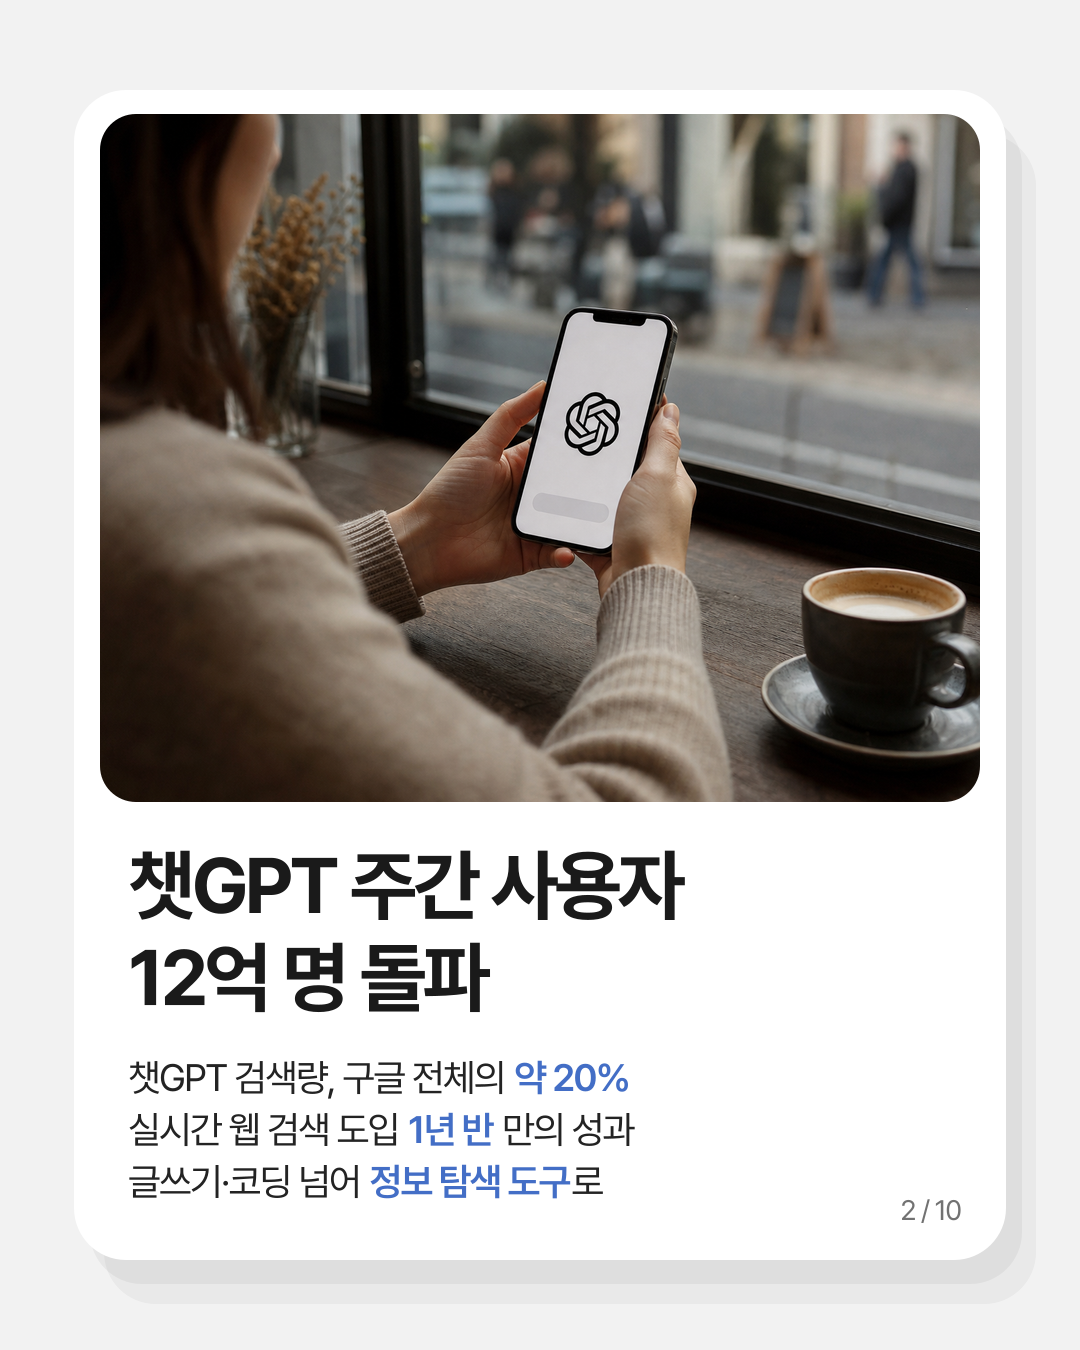 챗GPT 주간 사용자
12억 명 돌파
챗GPT 검색량, 구글 전체의 약 20%
실시간 웹 검색 도입 1년 반 만의 성과
글쓰기·코딩 넘어 정보 탐색 도구로
2 / 10